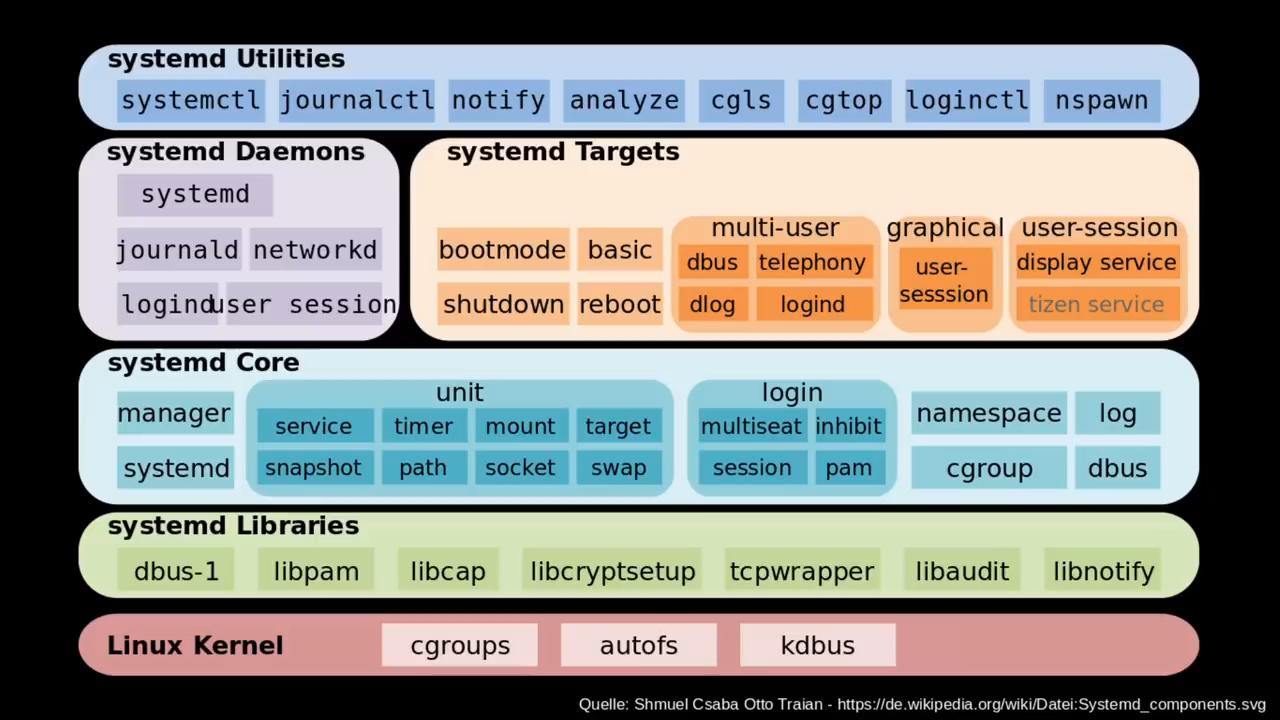 systemd Utilities
systemctl journalctl notify analyze cgls cgtop loginctl nspawn
systemd Daemons
systemd
journald networkd
logind user session
systemd Targets
bootmode basic
shutdown reboot
multi-user
dbus telephony
dlog logind
graphical
user-
sesssion
user-session
display service
tizen service
systemd Core
manager
systemd
unit
service timer mount target
snapshot path socket swap
login
multiseat inhibit
session pam
namespace log
cgroup dbus
systemd Libraries
dbus-1 libpam libcap libcryptsetup tcpwrapper libaudit libnotify
Linux Kernel cgroups autofs kdbus
Quelle: Shmuel Csaba Otto Traian - https://de.wikipedia.org/wiki/Datei:Systemd_components.svg